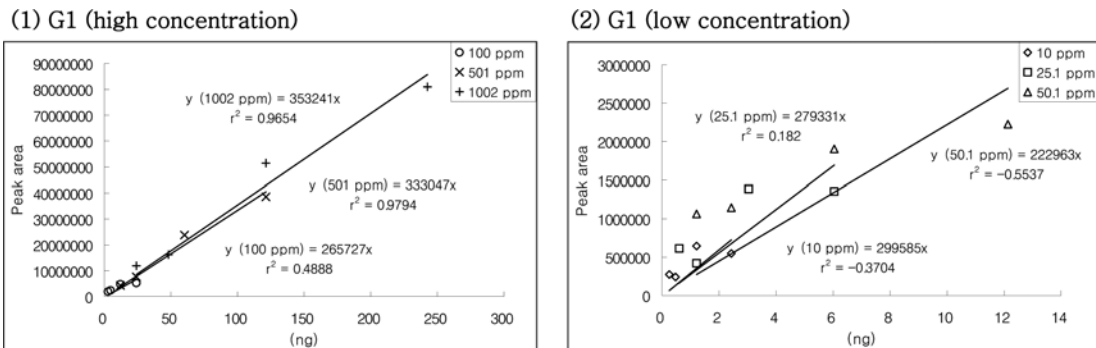 (1) G1 (high concentration)
○ 100 ppm
× 501 ppm
+ 1002 ppm
90000000
80000000
70000000
60000000
50000000
40000000
30000000
20000000
10000000
0
Peak area
y (1002 ppm) = 353241x
r² = 0.9654
y (501 ppm) = 333047x
r² = 0.9794
y (100 ppm) = 265727x
r² = 0.4888
0 50 100 150 200 250 300
(ng)
(2) G1 (low concentration)
◇ 10 ppm
□ 25.1 ppm
△ 50.1 ppm
3000000
2500000
2000000
1500000
1000000
500000
0
Peak area
y (25.1 ppm) = 279331x
r² = 0.182
y (50.1 ppm) = 222963x
r² = −0.5537
y (10 ppm) = 299585x
r² = −0.3704
0 2 4 6 8 10 12 14
(ng)